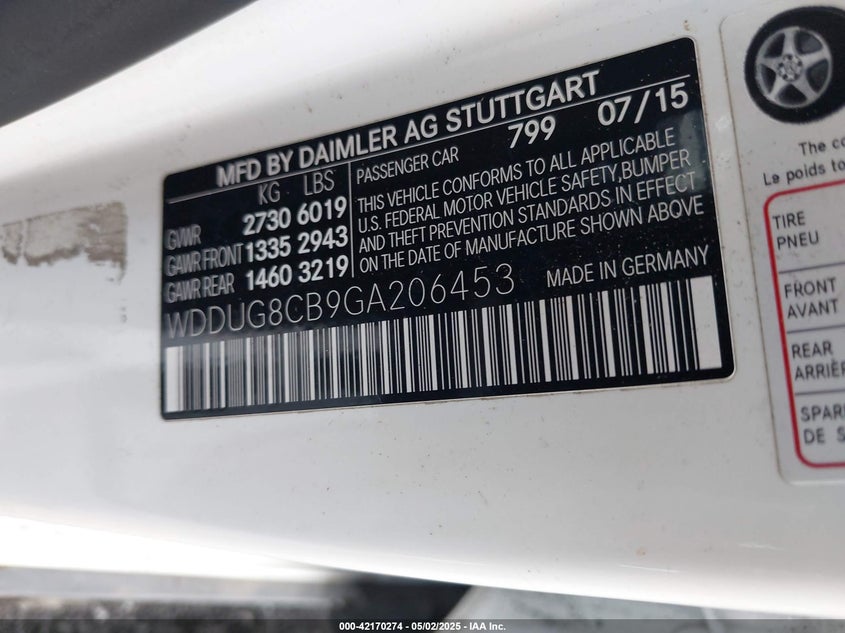 MFD BY DAIMLER AG STUTTGART
KG LBS
GVWR 2730 6019
GAWR FRONT 1335 2943
GAWR REAR 1460 3219
PASSENGER CAR 799 07/15
THIS VEHICLE CONFORMS TO ALL APPLICABLE
U.S. FEDERAL MOTOR VEHICLE SAFETY,BUMPER
AND THEFT PREVENTION STANDARDS IN EFFECT
ON THE DATE OF MANUFACTURE SHOWN ABOVE
WDDUG8CB9GA206453 MADE IN GERMANY
The co
Le poids to
TIRE
PNEU
FRONT
AVANT
REAR
ARRIÈR
SPAR
DE S
000-42170274 - 05/02/2025 - IAA Inc.